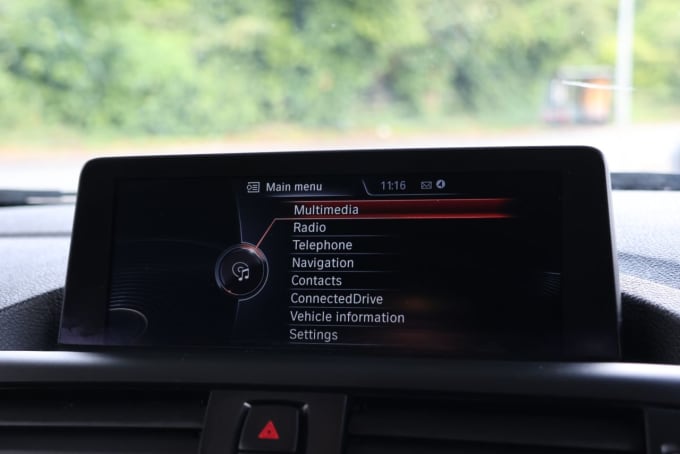 Main menu
11:16
Multimedia
Radio
Telephone
Navigation
Contacts
ConnectedDrive
Vehicle information
Settings